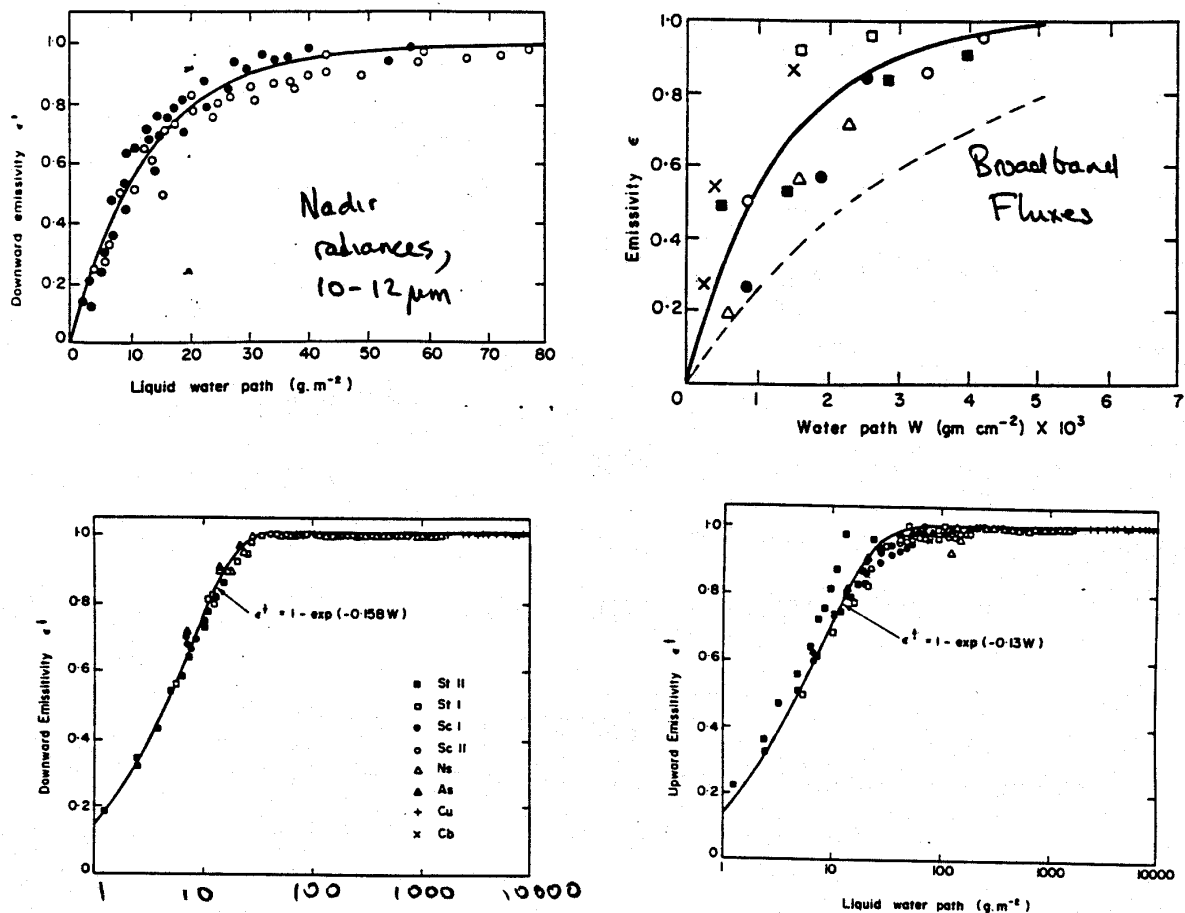 1.0
0.8
0.6
0.4
0.2
0
Downward emissivity ε'
Nadir
radiances,
10-12 μm
0 10 20 30 40 50 60 70 80
Liquid water path (g.m⁻²)
1.0
0.8
0.6
0.4
0.2
0
Emissivity ε
Broadband
Fluxes
0 1 2 3 4 5 6 7
Water path W (gm cm⁻²) X 10³
1.0
0.8
0.6
0.4
0.2
0
Downward Emissitivity ε↓
ε↓ = 1 - exp (-0.158W)
St II
St I
Sc I
Sc II
Ns
As
Cu
Cb
1 10 100 1000 10000
1.0
0.8
0.6
0.4
0.2
0
Upward Emissitivity ε↑
ε↑ = 1 - exp (-0.13W)
1 10 100 1000 10000
Liquid water path (g.m⁻²)